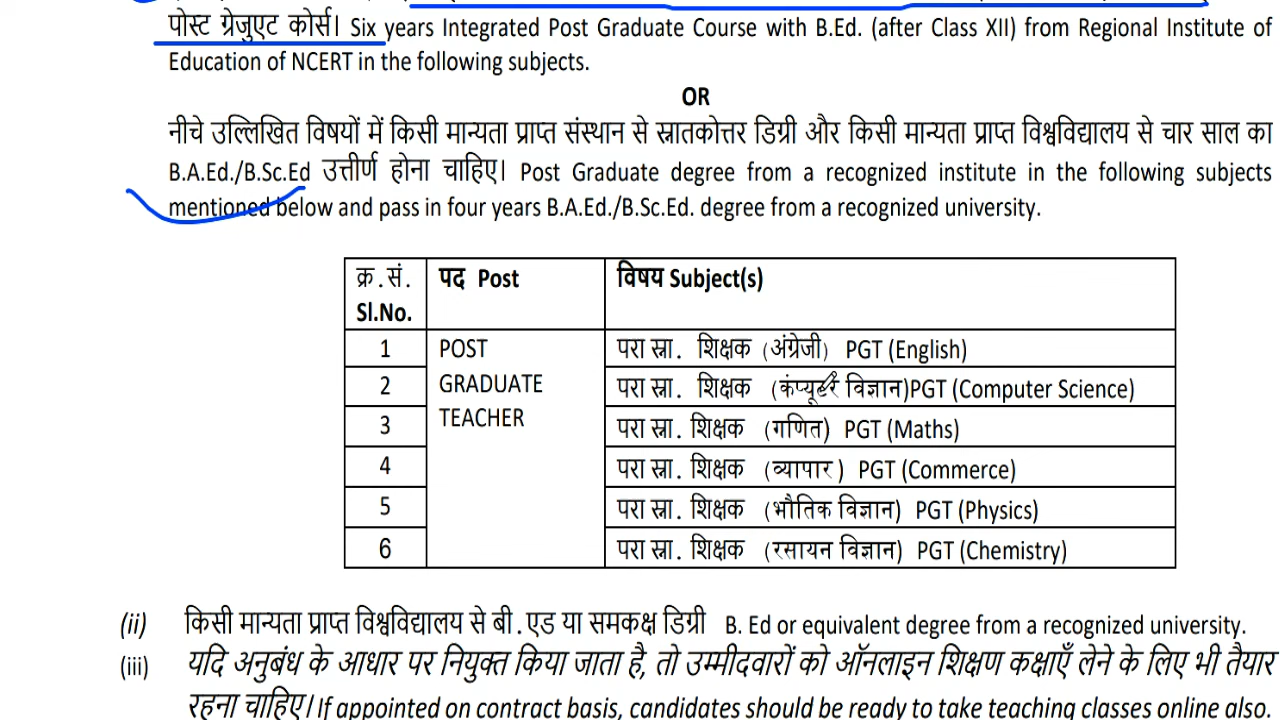 पोस्ट ग्रेजुएट कोर्स। Six years Integrated Post Graduate Course with B.Ed. (after Class XII) from Regional Institute of
Education of NCERT in the following subjects.
OR
नीचे उल्लिखित विषयों में किसी मान्यता प्राप्त संस्थान से स्नातकोत्तर डिग्री और किसी मान्यता प्राप्त विश्वविद्यालय से चार साल का
B.A.Ed./B.Sc.Ed उत्तीर्ण होना चाहिए। Post Graduate degree from a recognized institute in the following subjects
mentioned below and pass in four years B.A.Ed./B.Sc.Ed. degree from a recognized university.
क्र.सं. Sl.No. पद Post विषय Subject(s)
1 POST GRADUATE TEACHER परा स्ना. शिक्षक (अंग्रेजी) PGT (English)
2 परा स्ना. शिक्षक (कंप्यूटर विज्ञान)PGT (Computer Science)
3 परा स्ना. शिक्षक (गणित) PGT (Maths)
4 परा स्ना. शिक्षक (व्यापार ) PGT (Commerce)
5 परा स्ना. शिक्षक (भौतिक विज्ञान) PGT (Physics)
6 परा स्ना. शिक्षक (रसायन विज्ञान) PGT (Chemistry)
(ii) किसी मान्यता प्राप्त विश्वविद्यालय से बी.एड या समकक्ष डिग्री B. Ed or equivalent degree from a recognized university.
(iii) यदि अनुबंध के आधार पर नियुक्त किया जाता है, तो उम्मीदवारों को ऑनलाइन शिक्षण कक्षाएँ लेने के लिए भी तैयार
रहना चाहिए। If appointed on contract basis, candidates should be ready to take teaching classes online also.